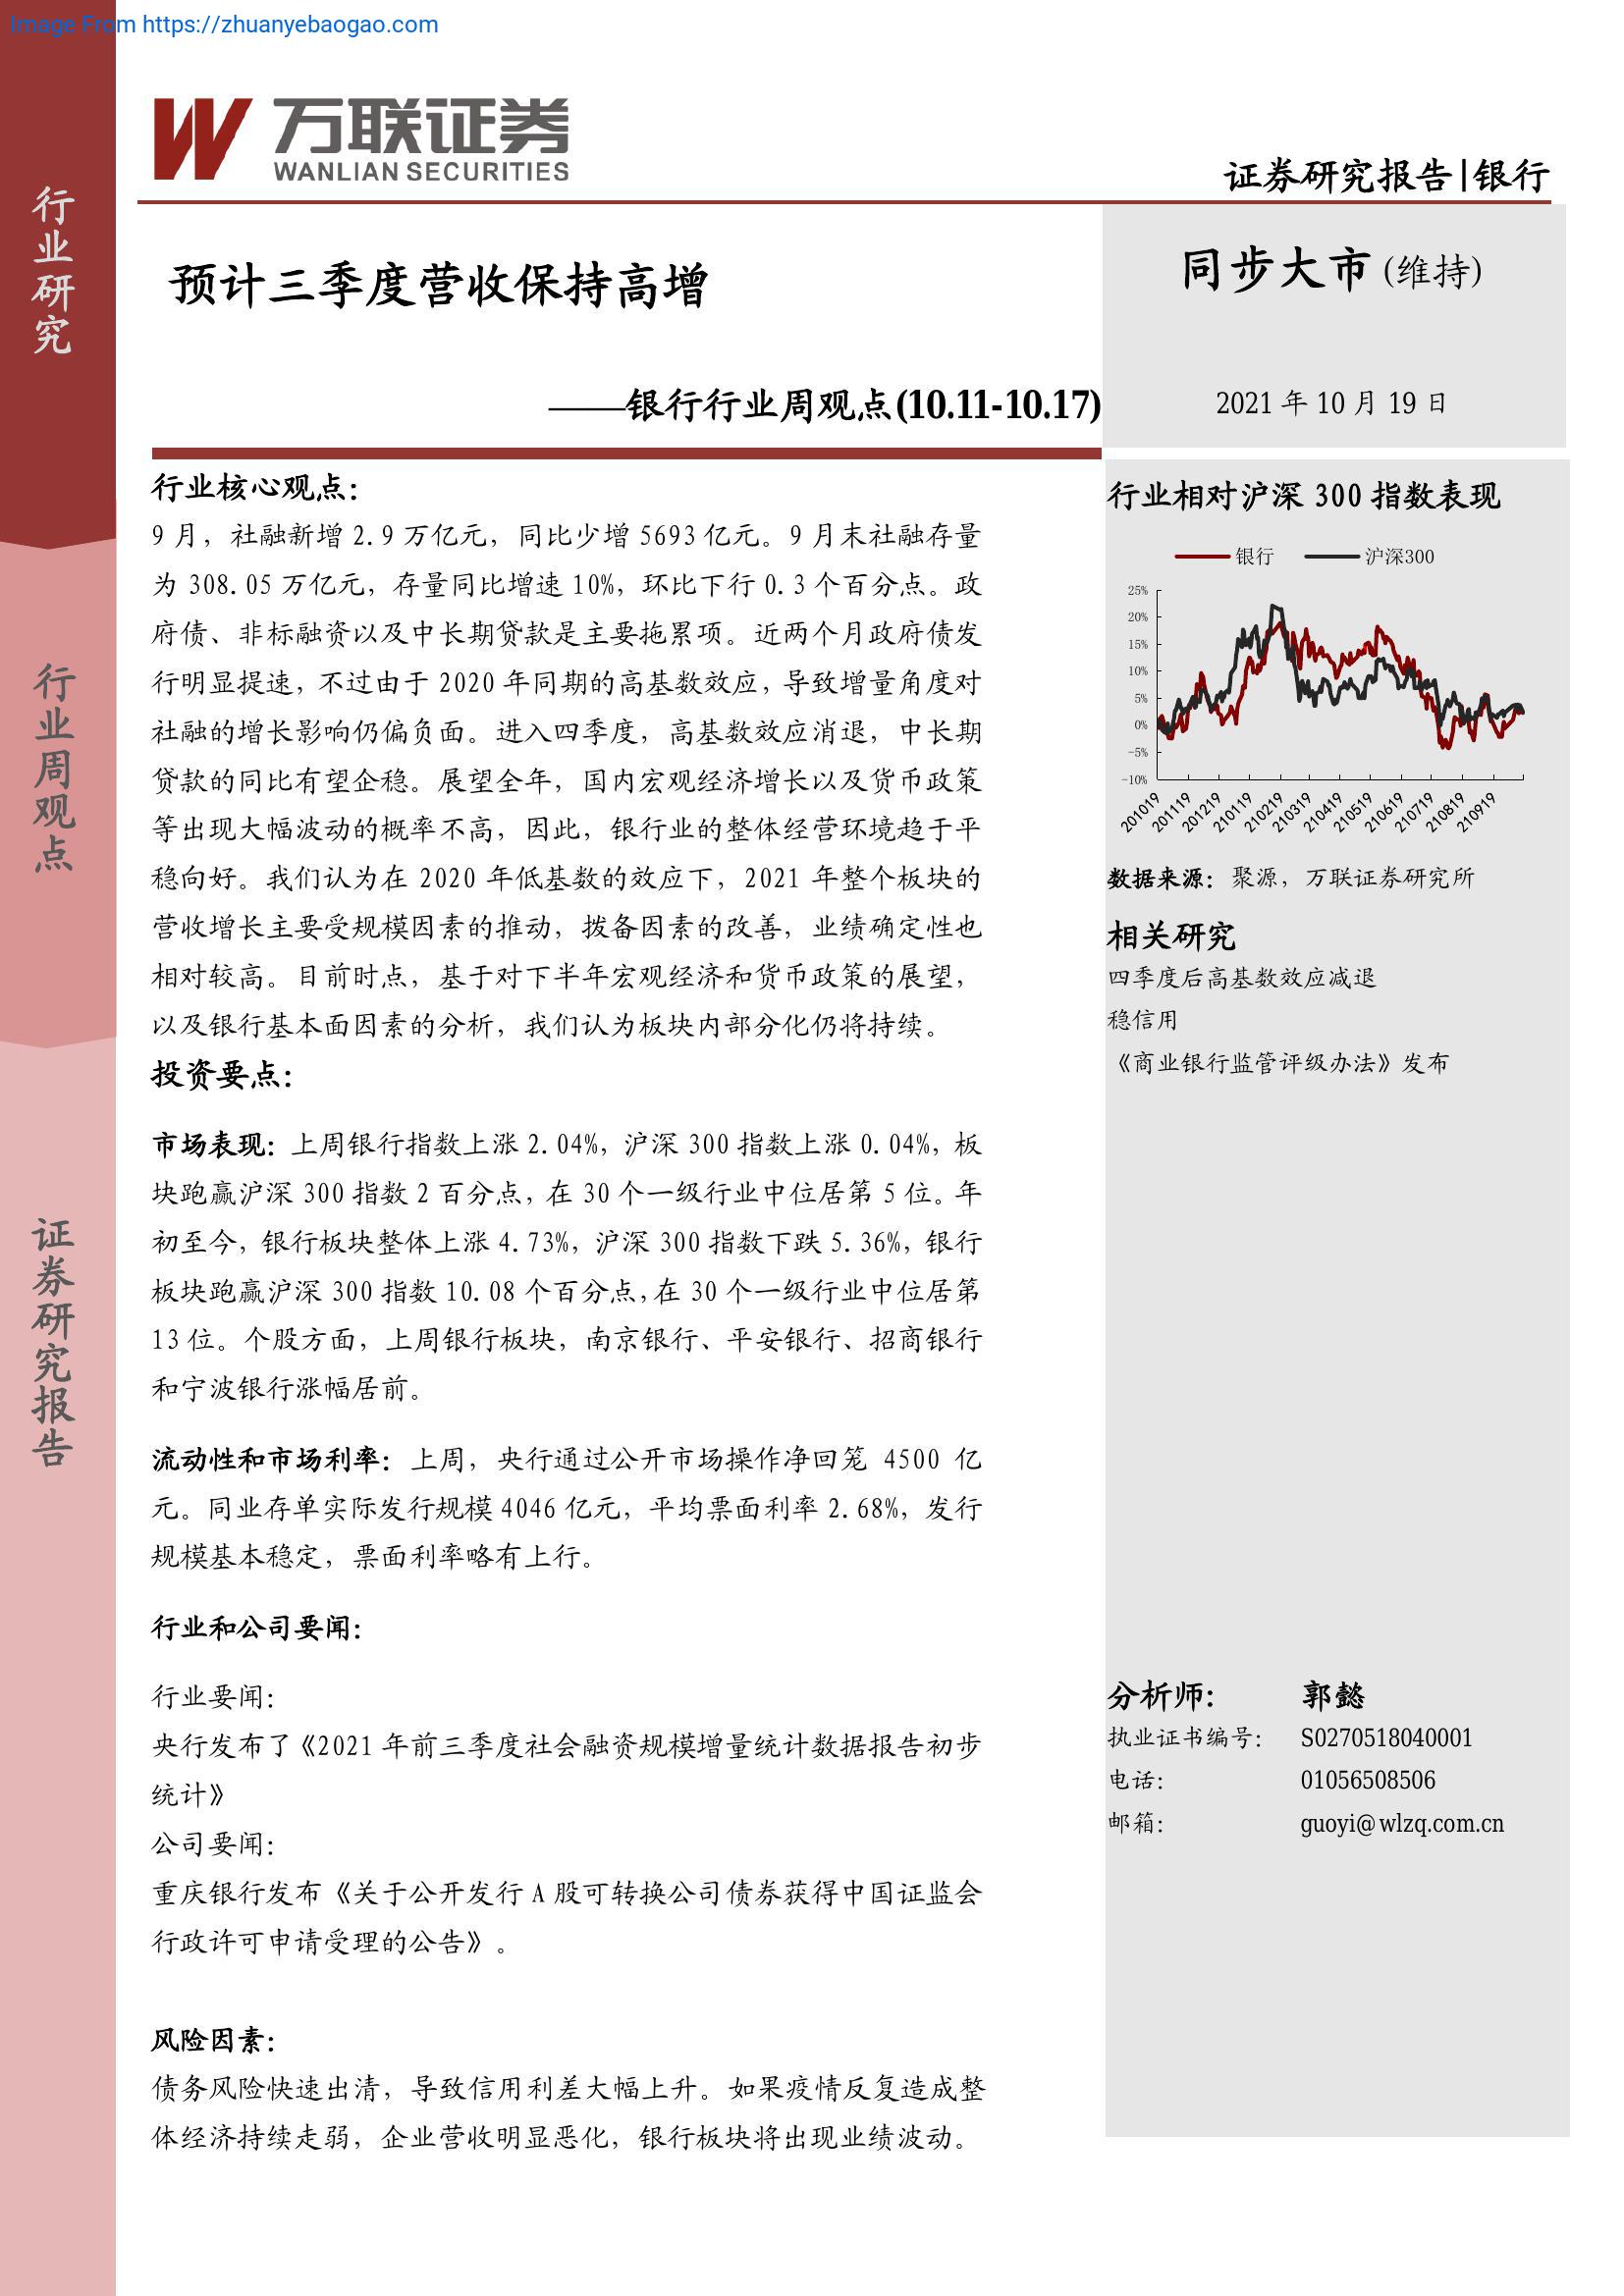 Image From https://zhuanyebaogao.com
万联证券
WANLIAN SECURITIES
证券研究报告|银行
行业研究
行业周观点
证券研究报告
预计三季度营收保持高增
——银行行业周观点(10.11-10.17)
同步大市(维持)
2021 年 10 月 19 日
行业核心观点：
9 月，社融新增 2.9 万亿元，同比少增 5693 亿元。9 月末社融存量
为 308.05 万亿元，存量同比增速 10%，环比下行 0.3 个百分点。政
府债、非标融资以及中长期贷款是主要拖累项。近两个月政府债发
行明显提速，不过由于 2020 年同期的高基数效应，导致增量角度对
社融的增长影响仍偏负面。进入四季度，高基数效应消退，中长期
贷款的同比有望企稳。展望全年，国内宏观经济增长以及货币政策
等出现大幅波动的概率不高，因此，银行业的整体经营环境趋于平
稳向好。我们认为在 2020 年低基数的效应下，2021 年整个板块的
营收增长主要受规模因素的推动，拨备因素的改善，业绩确定性也
相对较高。目前时点，基于对下半年宏观经济和货币政策的展望，
以及银行基本面因素的分析，我们认为板块内部分化仍将持续。
投资要点：
市场表现：上周银行指数上涨 2.04%，沪深 300 指数上涨 0.04%，板
块跑赢沪深 300 指数 2 百分点，在 30 个一级行业中位居第 5 位。年
初至今，银行板块整体上涨 4.73%，沪深 300 指数下跌 5.36%，银行
板块跑赢沪深 300 指数 10.08 个百分点，在 30 个一级行业中位居第
13 位。个股方面，上周银行板块，南京银行、平安银行、招商银行
和宁波银行涨幅居前。
流动性和市场利率：上周，央行通过公开市场操作净回笼 4500 亿
元。同业存单实际发行规模 4046 亿元，平均票面利率 2.68%，发行
规模基本稳定，票面利率略有上行。
行业和公司要闻：
行业要闻：
央行发布了《2021 年前三季度社会融资规模增量统计数据报告初步
统计》
公司要闻：
重庆银行发布《关于公开发行 A 股可转换公司债券获得中国证监会
行政许可申请受理的公告》。
风险因素：
债务风险快速出清，导致信用利差大幅上升。如果疫情反复造成整
体经济持续走弱，企业营收明显恶化，银行板块将出现业绩波动。
行业相对沪深 300 指数表现
银行 沪深300
25%
20%
15%
10%
5%
0%
-5%
-10%
201019 201119 201219 210119 210219 210319 210419 210519 210619 210719 210819 210919
数据来源：聚源，万联证券研究所
相关研究
四季度后高基数效应减退
稳信用
《商业银行监管评级办法》发布
分析师： 郭懿
执业证书编号： S0270518040001
电话： 01056508506
邮箱： guoyi@wlzq.com.cn